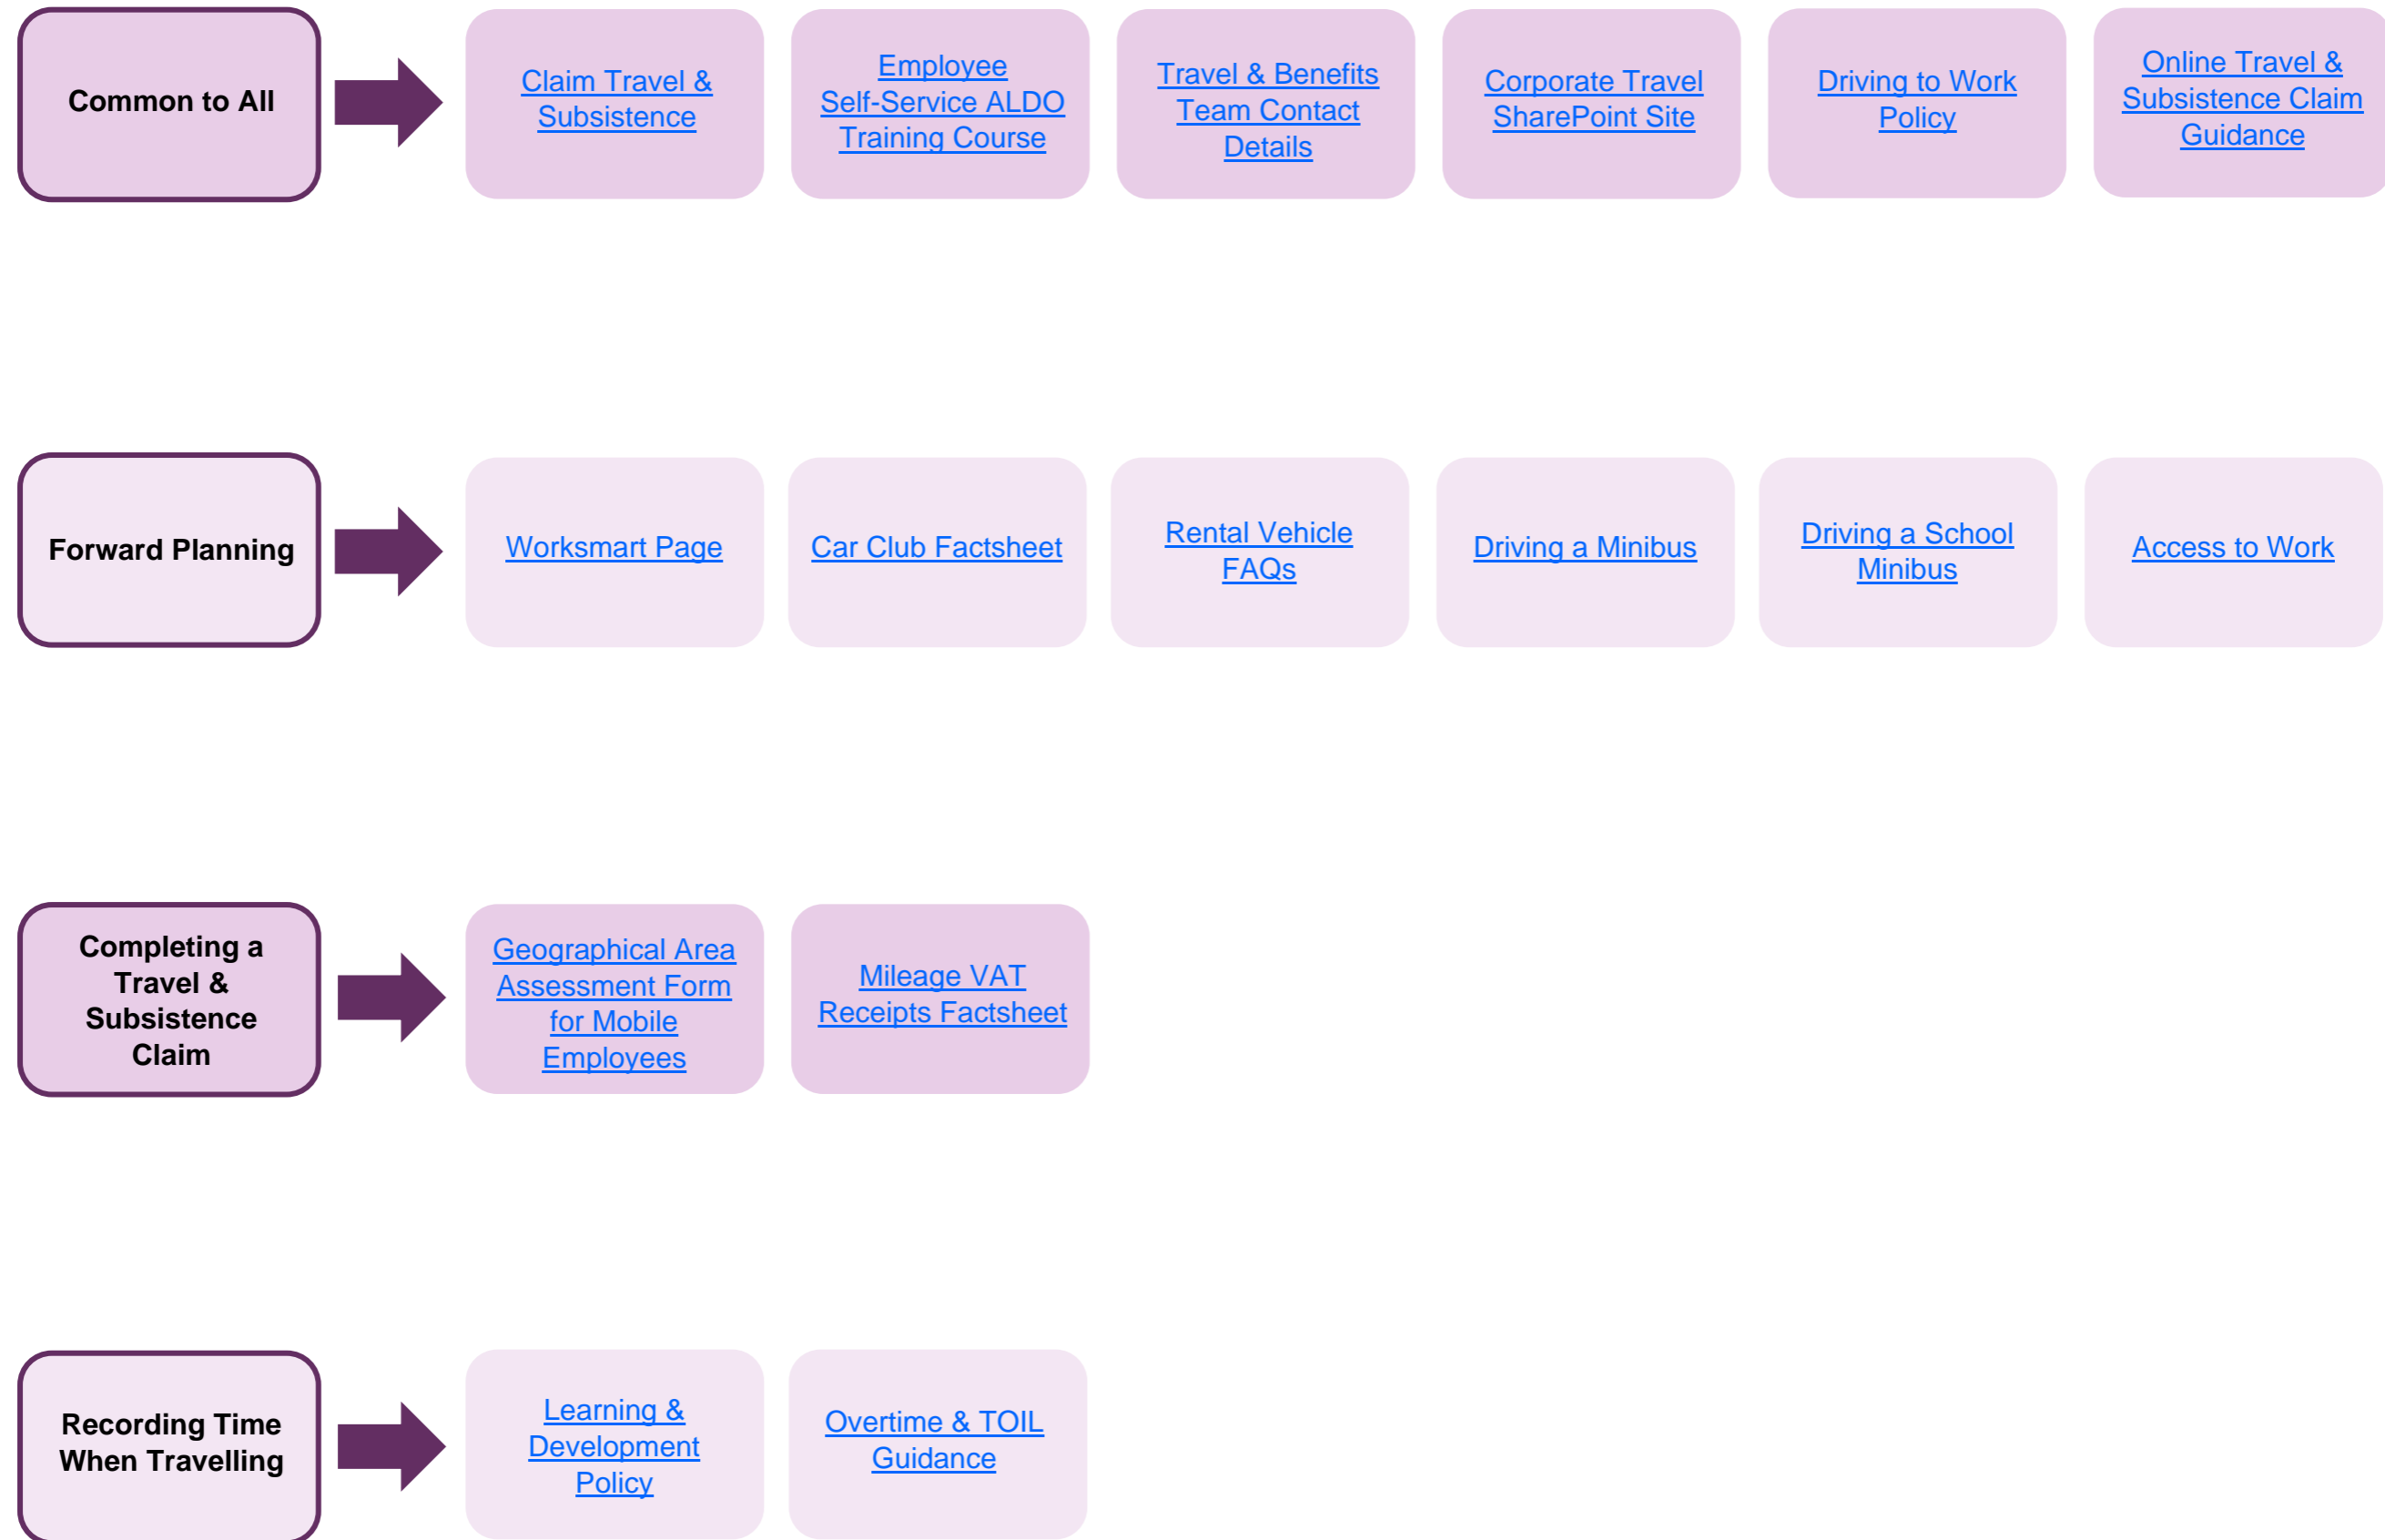 Common to All
Claim Travel &
Subsistence
Employee
Self-Service ALDO
Training Course
Travel & Benefits
Team Contact
Details
Corporate Travel
SharePoint Site
Driving to Work
Policy
Online Travel &
Subsistence Claim
Guidance
Forward Planning
Worksmart Page
Car Club Factsheet
Rental Vehicle
FAQs
Driving a Minibus
Driving a School
Minibus
Access to Work
Completing a
Travel &
Subsistence
Claim
Geographical Area
Assessment Form
for Mobile
Employees
Mileage VAT
Receipts Factsheet
Recording Time
When Travelling
Learning &
Development
Policy
Overtime & TOIL
Guidance